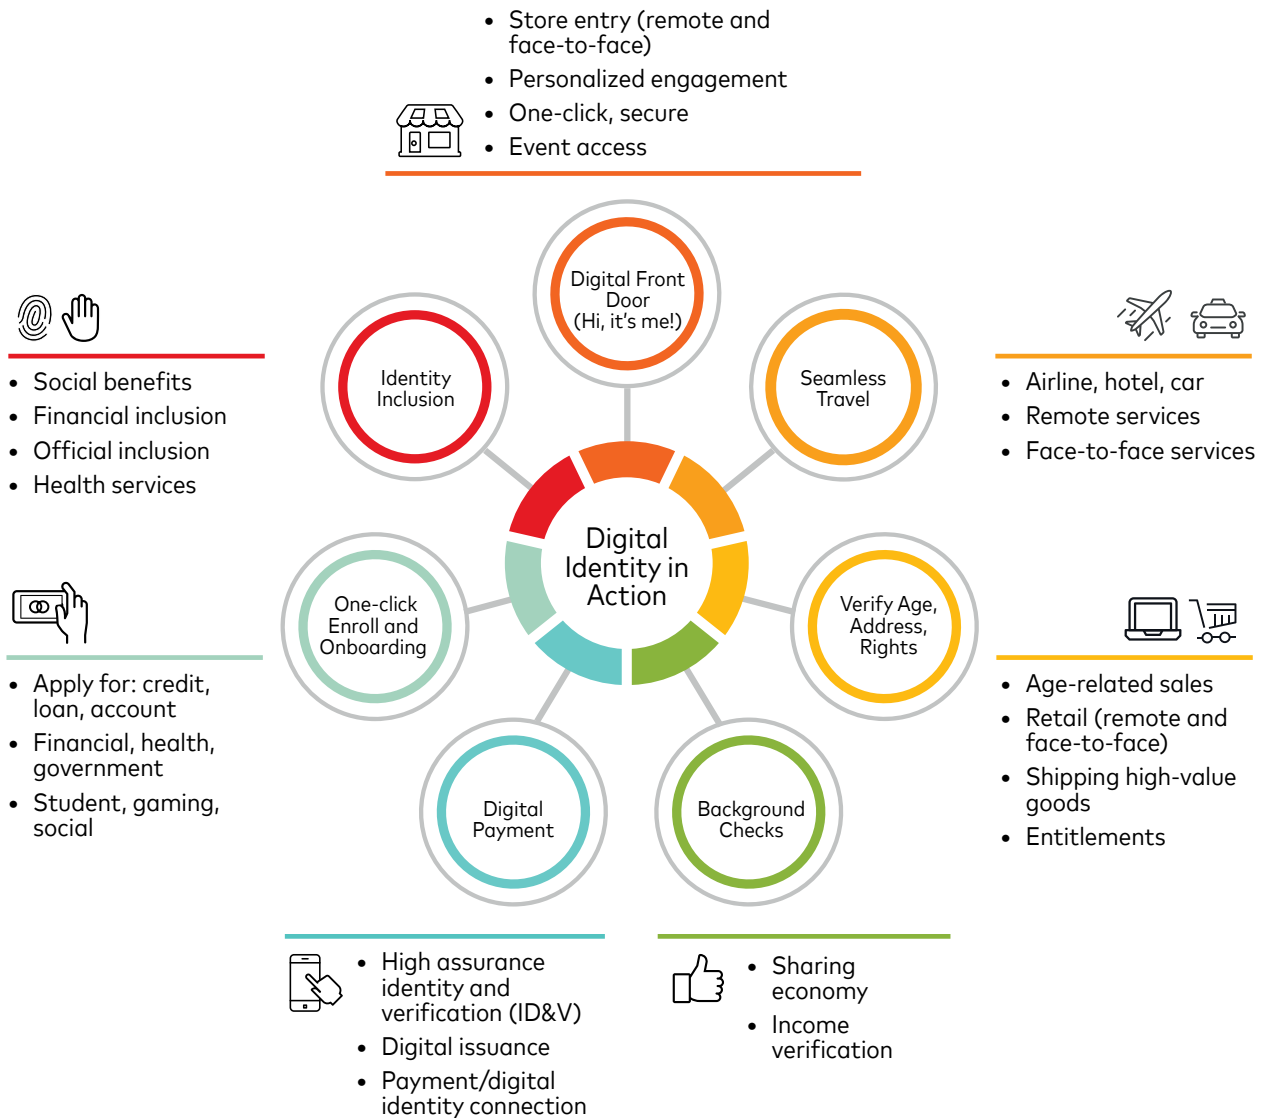 • Store entry (remote and
face-to-face)
• Personalized engagement
• One-click, secure
• Event access
Digital Front
Door
(Hi, it's me!)
Identity
Inclusion
Seamless
Travel
• Social benefits
• Financial inclusion
• Official inclusion
• Health services
• Airline, hotel, car
• Remote services
• Face-to-face services
Digital
Identity in
Action
One-click
Enroll and
Onboarding
Verify Age,
Address,
Rights
• Apply for: credit,
loan, account
• Financial, health,
government
• Student, gaming,
social
• Age-related sales
• Retail (remote and
face-to-face)
• Shipping high-value
goods
• Entitlements
Digital
Payment
Background
Checks
• High assurance
identity and
verification (ID&V)
• Digital issuance
• Payment/digital
identity connection
• Sharing
economy
• Income
verification